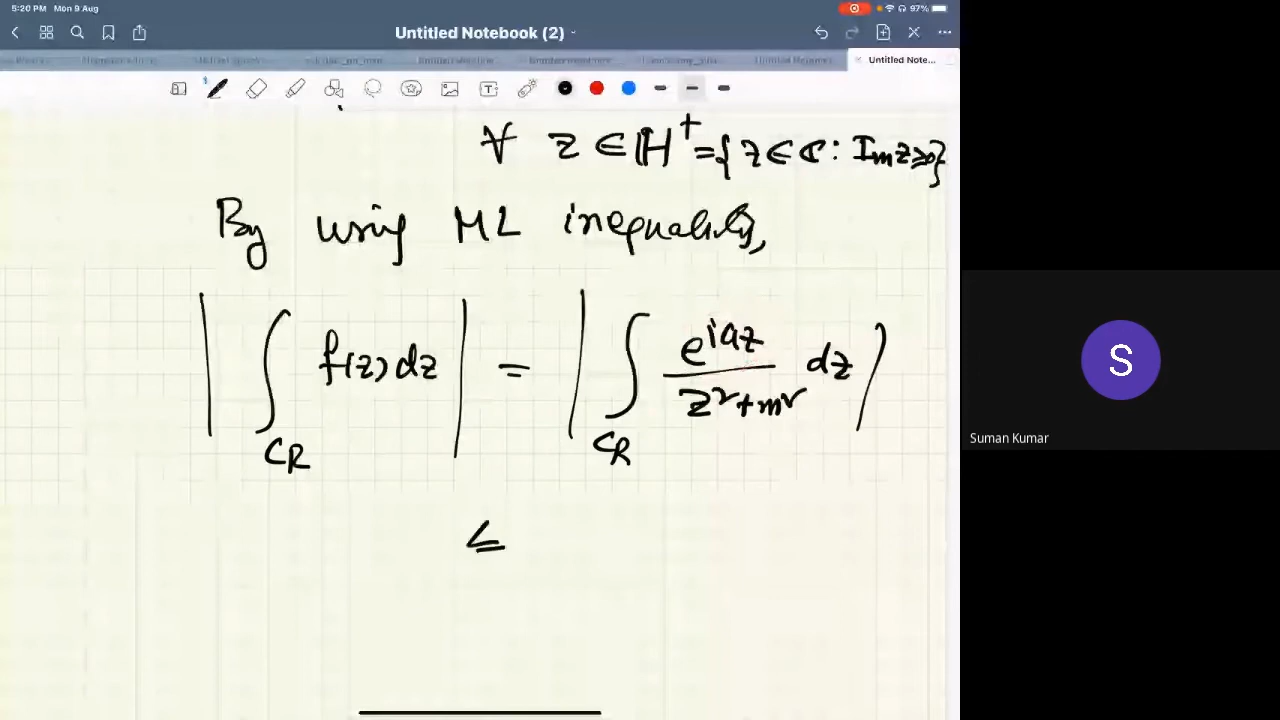 5:20 PM Mon 9 Aug
97%
Untitled Notebook (2)
Untitled Note...
∀ z ∈ ℍ⁺ = {z ∈ ℂ : Im z ≥ 0}
By using ML inequality,
| ∫_{C_R} f(z) dz | = | ∫_{C_R} e^{iaz} / (z² + m²) dz |
≤
S
Suman Kumar